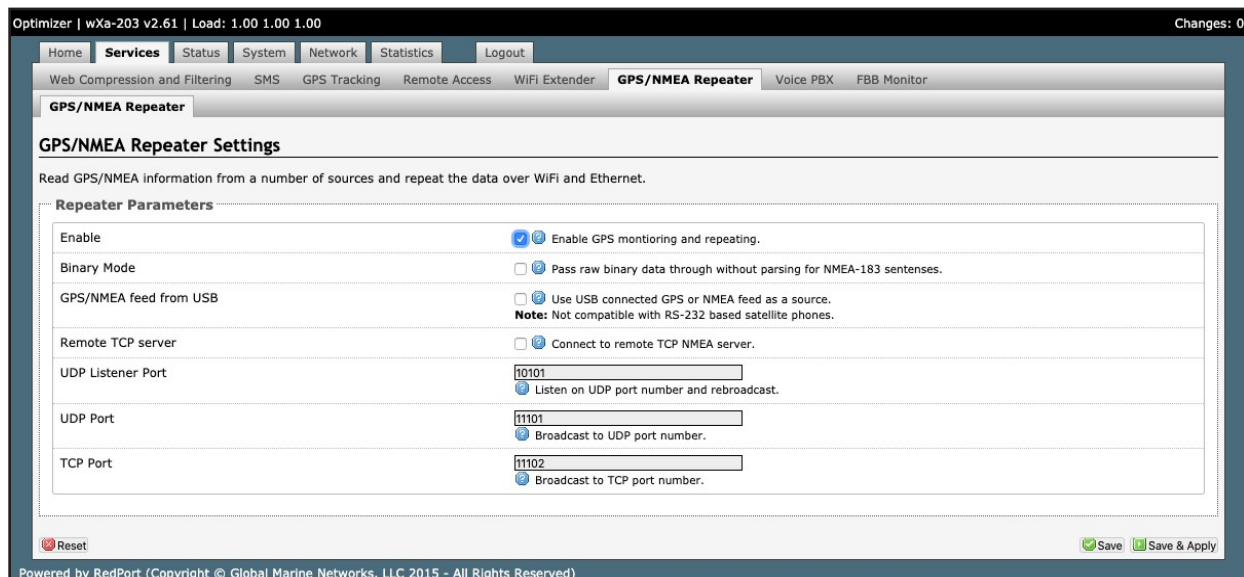 Optimizer | wXa-203 v2.61 | Load: 1.00 1.00 1.00 Changes: 0
Home Services Status System Network Statistics Logout
Web Compression and Filtering SMS GPS Tracking Remote Access WiFi Extender GPS/NMEA Repeater Voice PBX FBB Monitor
GPS/NMEA Repeater
GPS/NMEA Repeater Settings
Read GPS/NMEA information from a number of sources and repeat the data over WiFi and Ethernet.
Repeater Parameters
Enable Enable GPS montioring and repeating.
Binary Mode Pass raw binary data through without parsing for NMEA-183 sentenses.
GPS/NMEA feed from USB Use USB connected GPS or NMEA feed as a source.
Note: Not compatible with RS-232 based satellite phones.
Remote TCP server Connect to remote TCP NMEA server.
UDP Listener Port 10101
Listen on UDP port number and rebroadcast.
UDP Port 11101
Broadcast to UDP port number.
TCP Port 11102
Broadcast to TCP port number.
Reset Save Save & Apply
Powered by RedPort (Copyright © Global Marine Networks, LLC 2015 - All Rights Reserved)